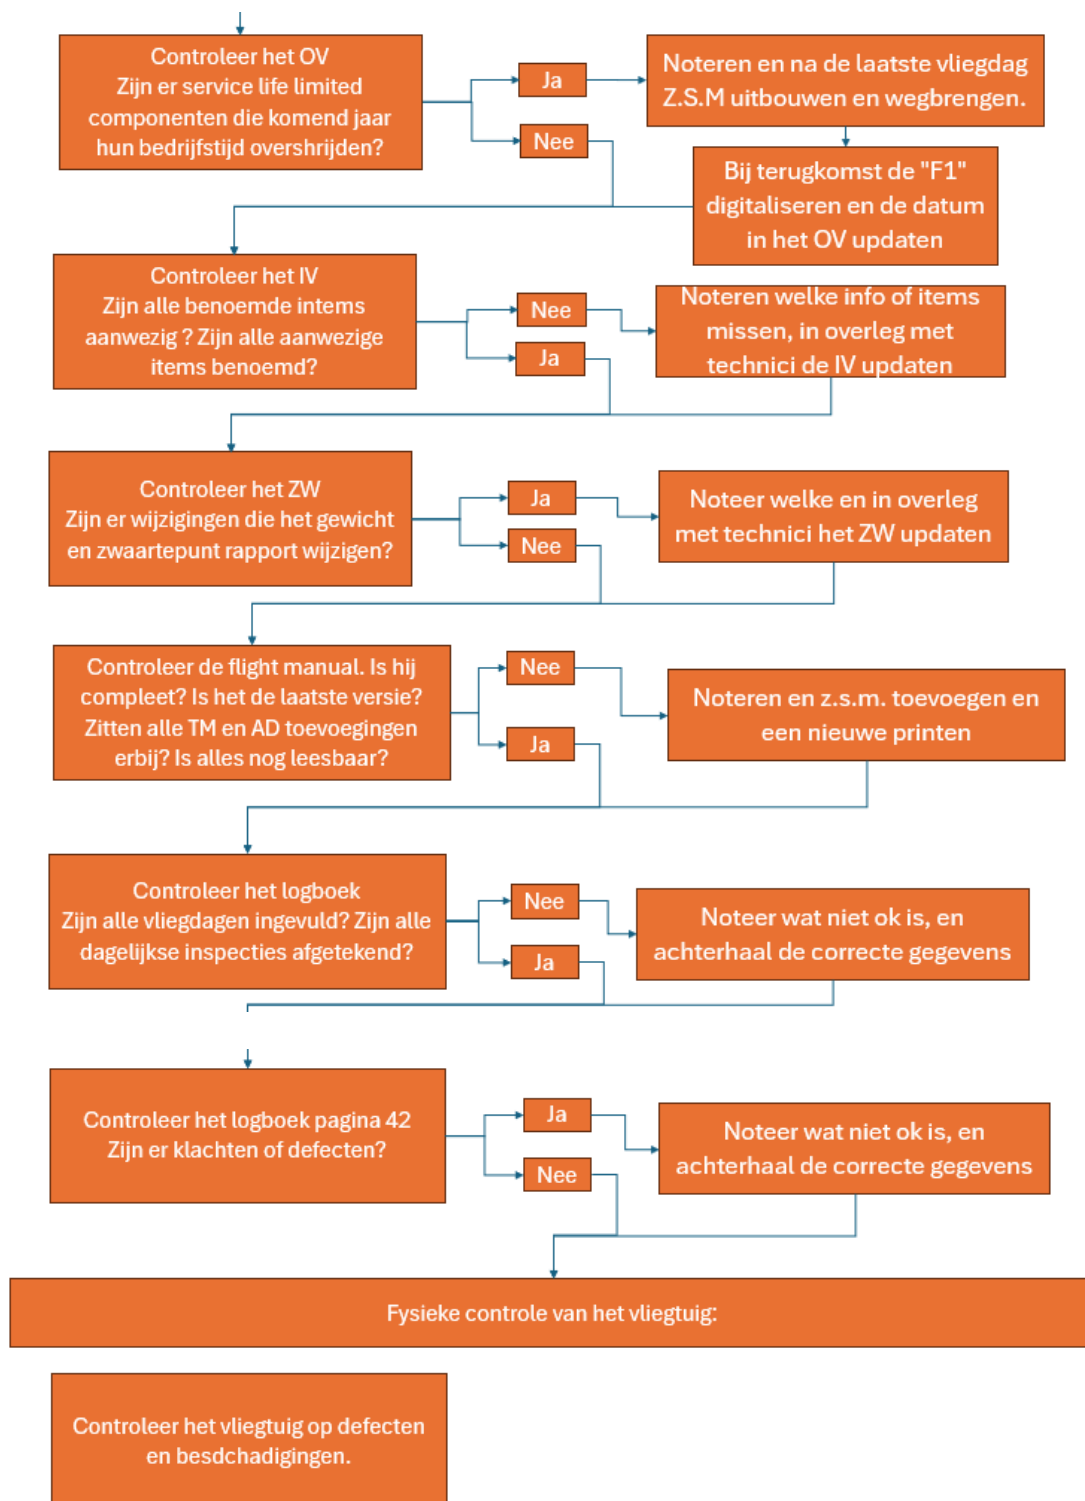 Controleer het OV
Zijn er service life limited
componenten die komend jaar
hun bedrijfstijd overshrijden?
Ja
Nee
Noteren en na de laatste vliegdag
Z.S.M uitbouwen en wegbrengen.
Bij terugkomst de "F1"
digitaliseren en de datum
in het OV updaten
Controleer het IV
Zijn alle benoemde intems
aanwezig ? Zijn alle aanwezige
items benoemd?
Nee
Ja
Noteren welke info of items
missen, in overleg met
technici de IV updaten
Controleer het ZW
Zijn er wijzigingen die het gewicht
en zwaartepunt rapport wijzigen?
Ja
Nee
Noteer welke en in overleg
met technici het ZW updaten
Controleer de flight manual. Is hij
compleet? Is het de laatste versie?
Zitten alle TM en AD toevoegingen
erbij? Is alles nog leesbaar?
Nee
Ja
Noteren en z.s.m. toevoegen en
een nieuwe printen
Controleer het logboek
Zijn alle vliegdagen ingevuld? Zijn alle
dagelijkse inspecties afgetekend?
Nee
Ja
Noteer wat niet ok is, en
achterhaal de correcte gegevens
Controleer het logboek pagina 42
Zijn er klachten of defecten?
Ja
Nee
Noteer wat niet ok is, en
achterhaal de correcte gegevens
Fysieke controle van het vliegtuig:
Controleer het vliegtuig op defecten
en besdchadigingen.